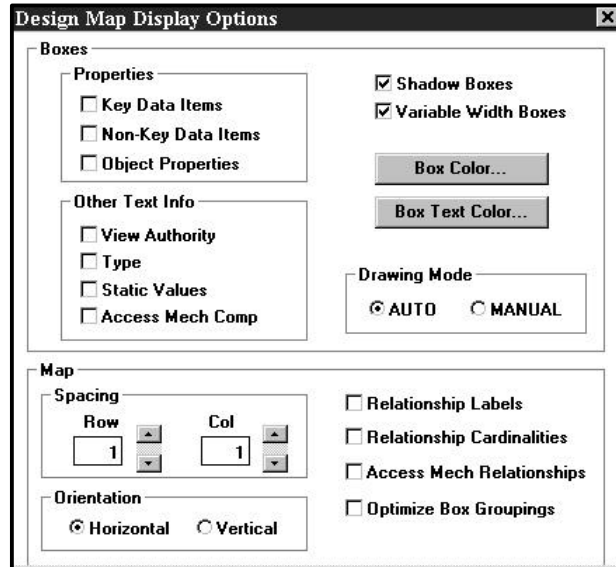 Design Map Display Options
Boxes
Properties
Key Data Items
Non-Key Data Items
Object Properties
Shadow Boxes
Variable Width Boxes
Box Color...
Box Text Color...
Other Text Info
View Authority
Type
Static Values
Access Mech Comp
Drawing Mode
AUTO MANUAL
Map
Spacing
Row Col
1 1
Orientation
Horizontal Vertical
Relationship Labels
Relationship Cardinalities
Access Mech Relationships
Optimize Box Groupings